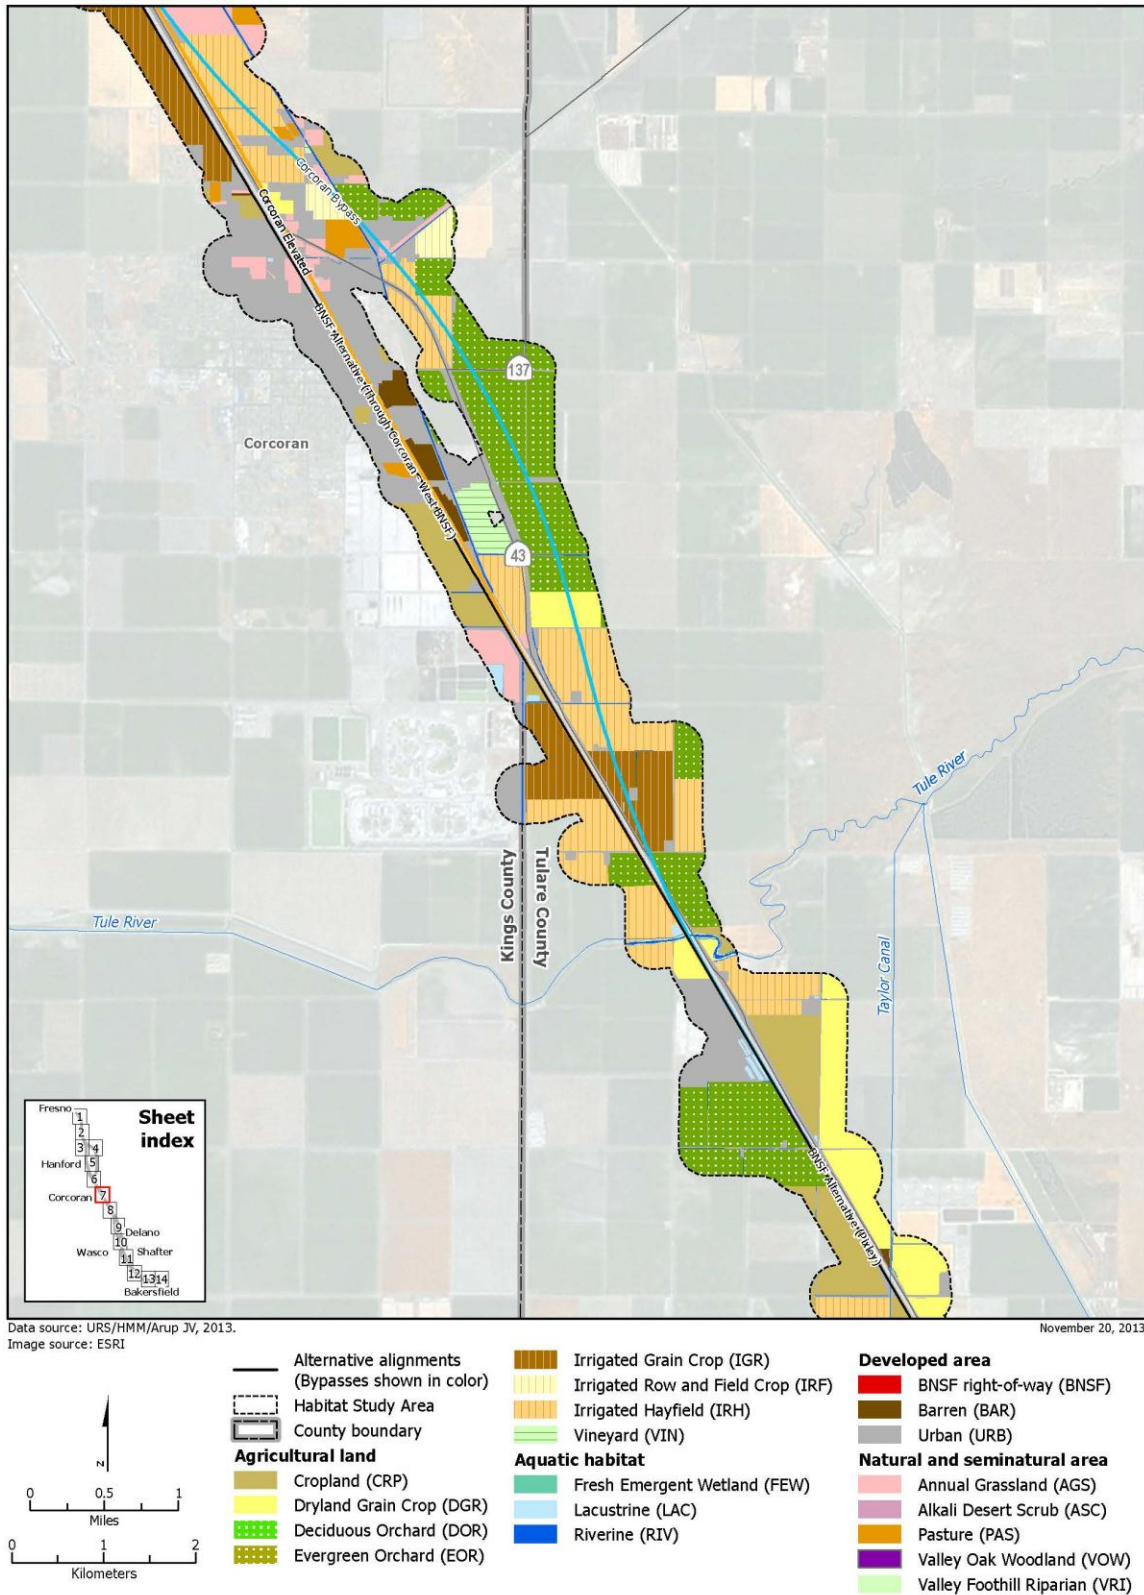 Corcoran Bypass
Corcoran Elevated
BNSF Alternative (Through Corcoran - West BNSF)
137
Corcoran
43
Tule River
Kings County
Tulare County
Tule River
Taylor Canal
BNSF Alternative (Pixley)
Sheet index
Fresno
1
2
3 4
Hanford 5
6
Corcoran 7
8
9 Delano
10
Wasco 11 Shafter
12 13 14
Bakersfield
Data source: URS/HMM/Arup JV, 2013.
Image source: ESRI
November 20, 2013
N
0 0.5 1
Miles
0 1 2
Kilometers
Alternative alignments
(Bypasses shown in color)
Habitat Study Area
County boundary
Agricultural land
Cropland (CRP)
Dryland Grain Crop (DGR)
Deciduous Orchard (DOR)
Evergreen Orchard (EOR)
Irrigated Grain Crop (IGR)
Irrigated Row and Field Crop (IRF)
Irrigated Hayfield (IRH)
Vineyard (VIN)
Aquatic habitat
Fresh Emergent Wetland (FEW)
Lacustrine (LAC)
Riverine (RIV)
Developed area
BNSF right-of-way (BNSF)
Barren (BAR)
Urban (URB)
Natural and seminatural area
Annual Grassland (AGS)
Alkali Desert Scrub (ASC)
Pasture (PAS)
Valley Oak Woodland (VOW)
Valley Foothill Riparian (VRI)